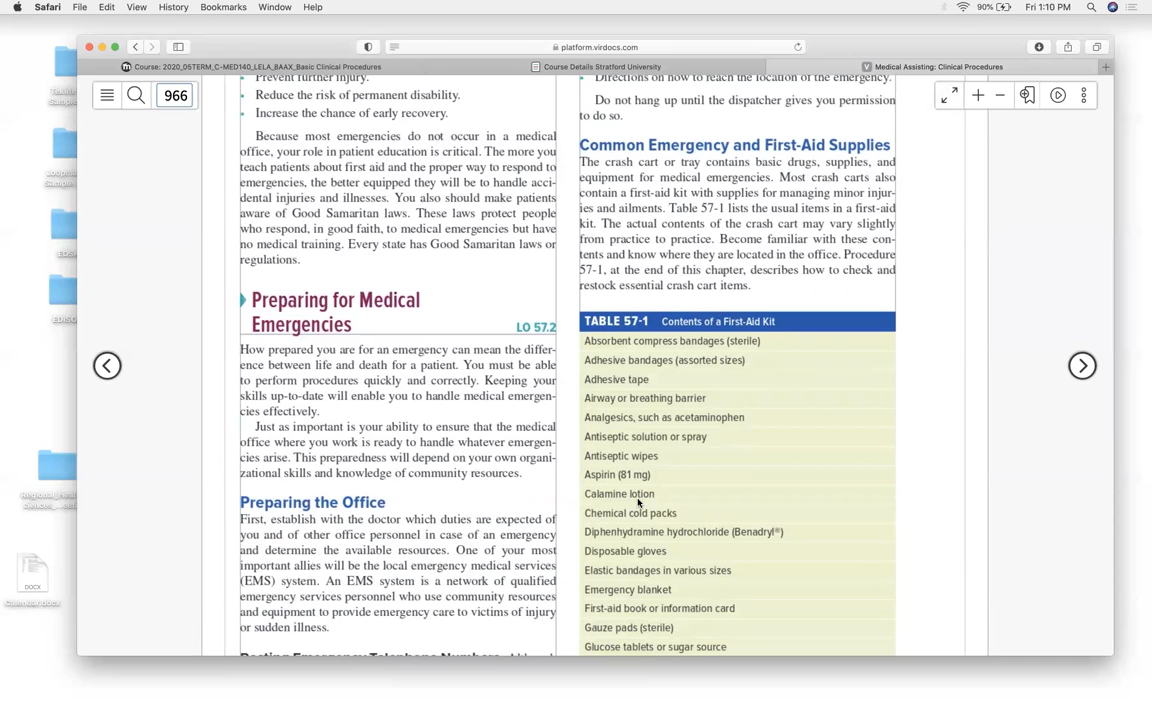 Safari File Edit View History Bookmarks Window Help
90% Fri 1:10 PM
platform.virdocs.com
Course: 2020_05TERM_C-MED140_LELA_BAAX_Basic Clinical Procedures
Course Details Stratford University
Medical Assisting: Clinical Procedures
966
Prevent further injury.
• Reduce the risk of permanent disability.
• Increase the chance of early recovery.
Because most emergencies do not occur in a medical
office, your role in patient education is critical. The more you
teach patients about first aid and the proper way to respond to
emergencies, the better equipped they will be to handle acci-
dental injuries and illnesses. You also should make patients
aware of Good Samaritan laws. These laws protect people
who respond, in good faith, to medical emergencies but have
no medical training. Every state has Good Samaritan laws or
regulations.
Preparing for Medical
Emergencies LO 57.2
How prepared you are for an emergency can mean the differ-
ence between life and death for a patient. You must be able
to perform procedures quickly and correctly. Keeping your
skills up-to-date will enable you to handle medical emergen-
cies effectively.
Just as important is your ability to ensure that the medical
office where you work is ready to handle whatever emergen-
cies arise. This preparedness will depend on your own organi-
zational skills and knowledge of community resources.
Preparing the Office
First, establish with the doctor which duties are expected of
you and of other office personnel in case of an emergency
and determine the available resources. One of your most
important allies will be the local emergency medical services
(EMS) system. An EMS system is a network of qualified
emergency services personnel who use community resources
and equipment to provide emergency care to victims of injury
or sudden illness.
Posting Emergency Telephone Numbers
• Directions on how to reach the location of the emergency.
Do not hang up until the dispatcher gives you permission
to do so.
Common Emergency and First-Aid Supplies
The crash cart or tray contains basic drugs, supplies, and
equipment for medical emergencies. Most crash carts also
contain a first-aid kit with supplies for managing minor injur-
ies and ailments. Table 57-1 lists the usual items in a first-aid
kit. The actual contents of the crash cart may vary slightly
from practice to practice. Become familiar with these con-
tents and know where they are located in the office. Procedure
57-1, at the end of this chapter, describes how to check and
restock essential crash cart items.
TABLE 57-1 Contents of a First-Aid Kit
Absorbent compress bandages (sterile)
Adhesive bandages (assorted sizes)
Adhesive tape
Airway or breathing barrier
Analgesics, such as acetaminophen
Antiseptic solution or spray
Antiseptic wipes
Aspirin (81 mg)
Calamine lotion
Chemical cold packs
Diphenhydramine hydrochloride (Benadryl®)
Disposable gloves
Elastic bandages in various sizes
Emergency blanket
First-aid book or information card
Gauze pads (sterile)
Glucose tablets or sugar source
DOCX
Calendar.docx